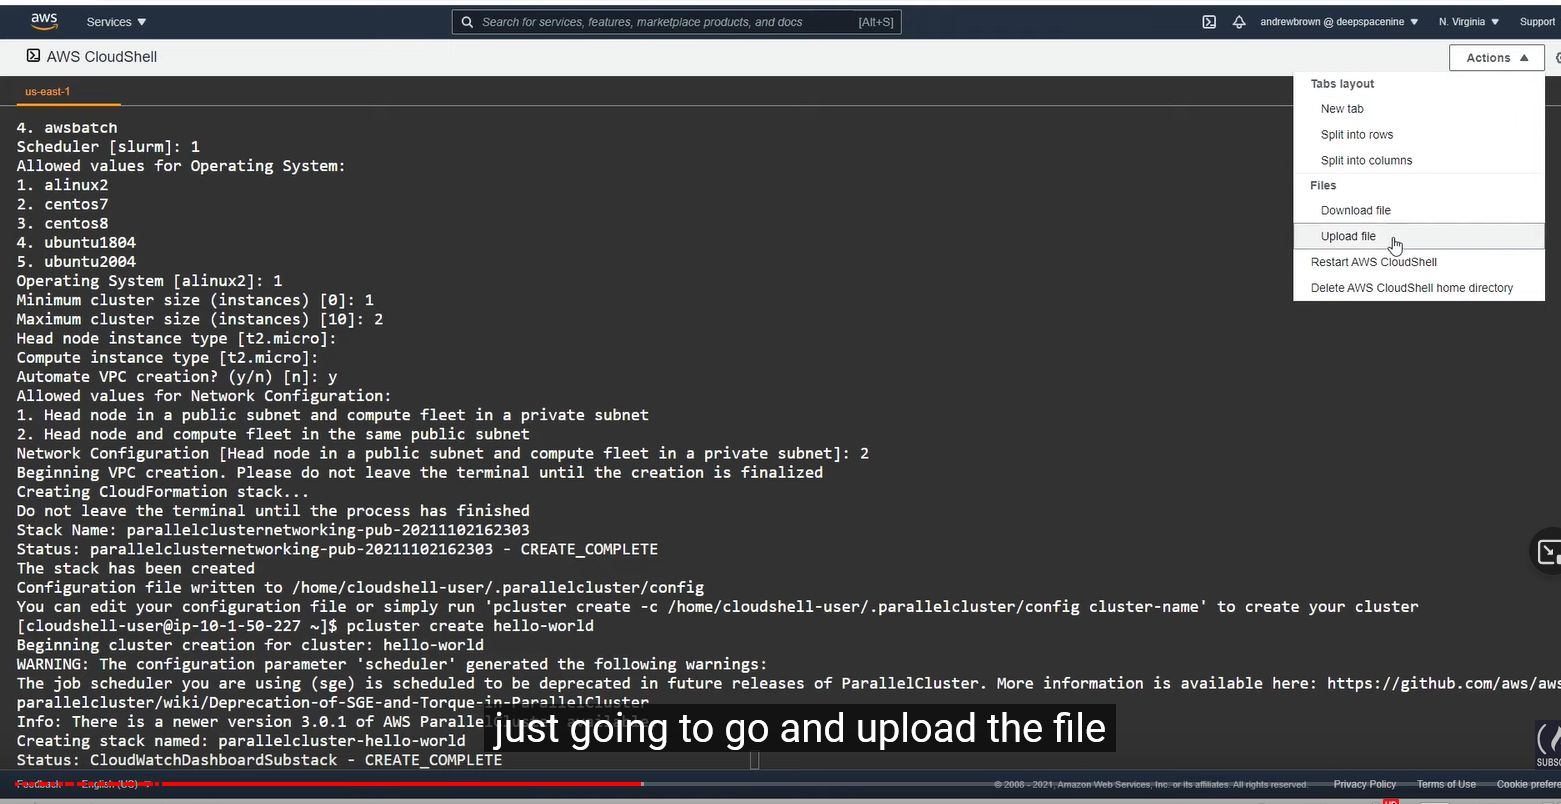 aws
Services
Search for services, features, marketplace products, and docs
[Alt+S]
andrewbrown @ deepspacenine
N. Virginia
Support
AWS CloudShell
Actions
us-east-1
Tabs layout
New tab
Split into rows
Split into columns
Files
Download file
Upload file
Restart AWS CloudShell
Delete AWS CloudShell home directory
4. awsbatch
Scheduler [slurm]: 1
Allowed values for Operating System:
1. alinux2
2. centos7
3. centos8
4. ubuntu1804
5. ubuntu2004
Operating System [alinux2]: 1
Minimum cluster size (instances) [0]: 1
Maximum cluster size (instances) [10]: 2
Head node instance type [t2.micro]:
Compute instance type [t2.micro]:
Automate VPC creation? (y/n) [n]: y
Allowed values for Network Configuration:
1. Head node in a public subnet and compute fleet in a private subnet
2. Head node and compute fleet in the same public subnet
Network Configuration [Head node in a public subnet and compute fleet in a private subnet]: 2
Beginning VPC creation. Please do not leave the terminal until the creation is finalized
Creating CloudFormation stack...
Do not leave the terminal until the process has finished
Stack Name: parallelclusternetworking-pub-20211102162303
Status: parallelclusternetworking-pub-20211102162303 - CREATE_COMPLETE
The stack has been created
Configuration file written to /home/cloudshell-user/.parallelcluster/config
You can edit your configuration file or simply run 'pcluster create -c /home/cloudshell-user/.parallelcluster/config cluster-name' to create your cluster
[cloudshell-user@ip-10-1-50-227 ~]$ pcluster create hello-world
Beginning cluster creation for cluster: hello-world
WARNING: The configuration parameter 'scheduler' generated the following warnings:
The job scheduler you are using (sge) is scheduled to be deprecated in future releases of ParallelCluster. More information is available here: https://github.com/aws/aws
parallelcluster/wiki/Deprecation-of-SGE-and-Torque-in-ParallelCluster
Info: There is a newer version 3.0.1 of AWS ParallelCluster available
Creating stack named: parallelcluster-hello-world
Status: CloudWatchDashboardSubstack - CREATE_COMPLETE
just going to go and upload the file
SUBSC
Feedback
English (US)
© 2008 - 2021, Amazon Web Services, Inc. or its affiliates. All rights reserved.
Privacy Policy
Terms of Use
Cookie prefere